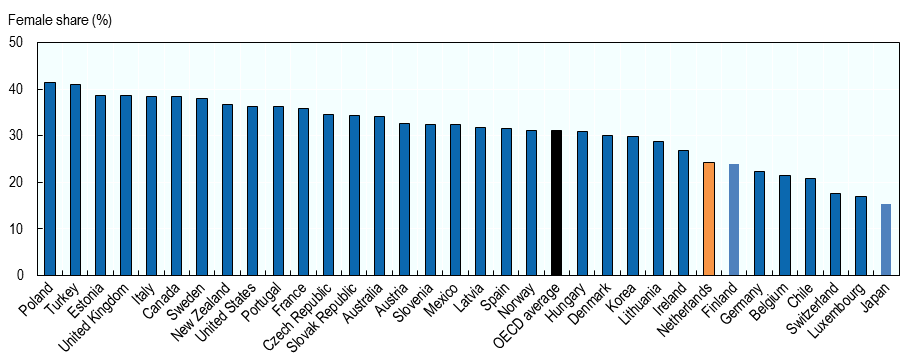 Female share (%)
50
40
30
20
10
0
Poland
Turkey
Estonia
United Kingdom
Italy
Canada
Sweden
New Zealand
United States
Portugal
France
Czech Republic
Slovak Republic
Australia
Austria
Slovenia
Mexico
Latvia
Spain
Norway
OECD average
Hungary
Denmark
Korea
Lithuania
Ireland
Netherlands
Finland
Germany
Belgium
Chile
Switzerland
Luxembourg
Japan